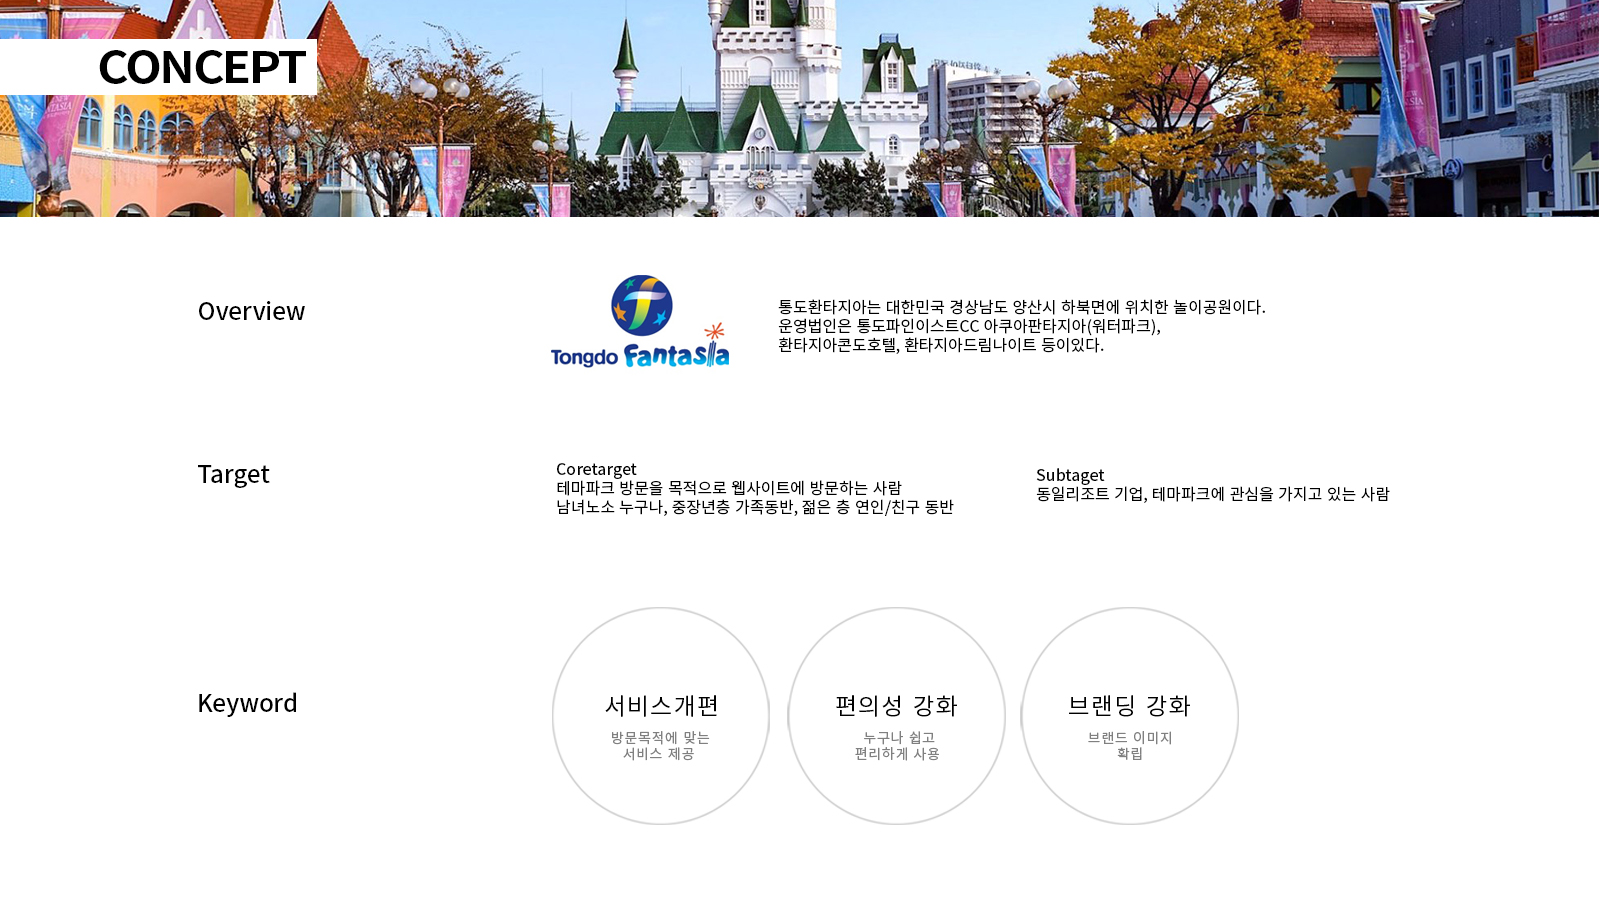 CONCEPT
Overview
Tongdo Fantasia
통도환타지아는 대한민국 경상남도 양산시 하북면에 위치한 놀이공원이다.
운영법인은 통도파인이스트CC 아쿠아판타지아(워터파크),
환타지아콘도호텔, 환타지아드림나이트 등이있다.
Target
Coretarget
테마파크 방문을 목적으로 웹사이트에 방문하는 사람
남녀노소 누구나, 중장년층 가족동반, 젊은 층 연인/친구 동반
Subtaget
동일리조트 기업, 테마파크에 관심을 가지고 있는 사람
Keyword
서비스개편
방문목적에 맞는
서비스 제공
편의성 강화
누구나 쉽고
편리하게 사용
브랜딩 강화
브랜드 이미지
확립